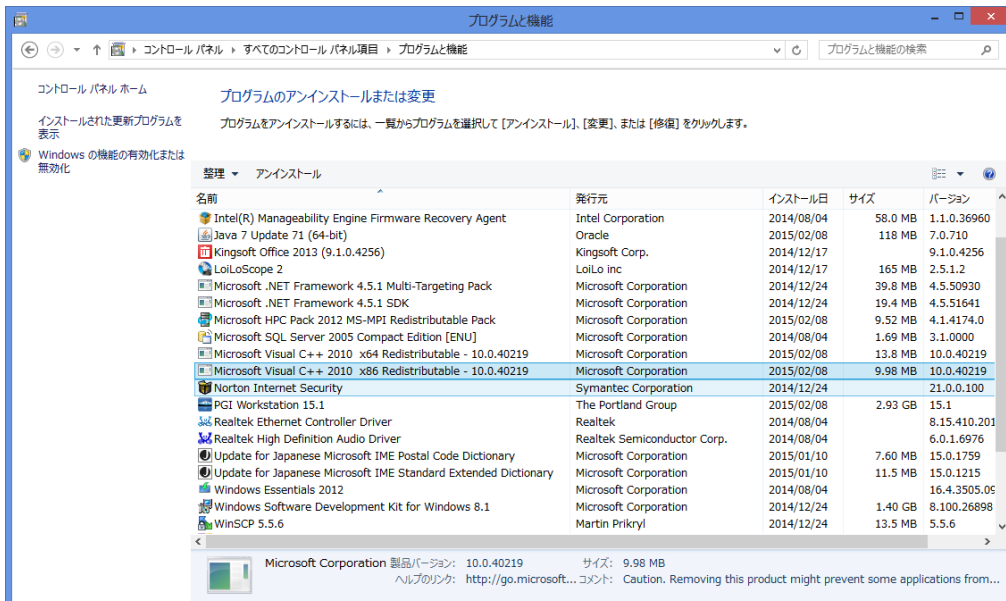 プログラムと機能
コントロール パネル ▸ すべてのコントロール パネル項目 ▸ プログラムと機能
プログラムと機能の検索
コントロール パネル ホーム
インストールされた更新プログラムを
表示
Windows の機能の有効化または
無効化
プログラムのアンインストールまたは変更
プログラムをアンインストールするには、一覧からプログラムを選択して [アンインストール]、[変更]、または [修復] をクリックします。
整理 ▼ アンインストール
名前 発行元 インストール日 サイズ バージョン
Intel(R) Manageability Engine Firmware Recovery Agent Intel Corporation 2014/08/04 58.0 MB 1.1.0.36960
Java 7 Update 71 (64-bit) Oracle 2015/02/08 118 MB 7.0.710
Kingsoft Office 2013 (9.1.0.4256) Kingsoft Corp. 2014/12/17 9.1.0.4256
LoiLoScope 2 LoiLo inc 2014/12/17 165 MB 2.5.1.2
Microsoft .NET Framework 4.5.1 Multi-Targeting Pack Microsoft Corporation 2014/12/24 39.8 MB 4.5.50930
Microsoft .NET Framework 4.5.1 SDK Microsoft Corporation 2014/12/24 19.4 MB 4.5.51641
Microsoft HPC Pack 2012 MS-MPI Redistributable Pack Microsoft Corporation 2015/02/08 9.52 MB 4.1.4174.0
Microsoft SQL Server 2005 Compact Edition [ENU] Microsoft Corporation 2014/08/04 1.69 MB 3.1.0000
Microsoft Visual C++ 2010 x64 Redistributable - 10.0.40219 Microsoft Corporation 2015/02/08 13.8 MB 10.0.40219
Microsoft Visual C++ 2010 x86 Redistributable - 10.0.40219 Microsoft Corporation 2015/02/08 9.98 MB 10.0.40219
Norton Internet Security Symantec Corporation 2014/12/24 21.0.0.100
PGI Workstation 15.1 The Portland Group 2015/02/08 2.93 GB 15.1
Realtek Ethernet Controller Driver Realtek 2014/08/04 8.15.410.201
Realtek High Definition Audio Driver Realtek Semiconductor Corp. 2014/08/04 6.0.1.6976
Update for Japanese Microsoft IME Postal Code Dictionary Microsoft Corporation 2015/01/10 7.60 MB 15.0.1759
Update for Japanese Microsoft IME Standard Extended Dictionary Microsoft Corporation 2015/01/10 11.5 MB 15.0.1215
Windows Essentials 2012 Microsoft Corporation 2014/08/04 16.4.3505.09
Windows Software Development Kit for Windows 8.1 Microsoft Corporation 2014/12/24 1.40 GB 8.100.26898
WinSCP 5.5.6 Martin Prikryl 2014/12/24 13.5 MB 5.5.6
Microsoft Corporation 製品バージョン: 10.0.40219 サイズ: 9.98 MB
ヘルプのリンク: http://go.microsoft... コメント: Caution. Removing this product might prevent some applications from...